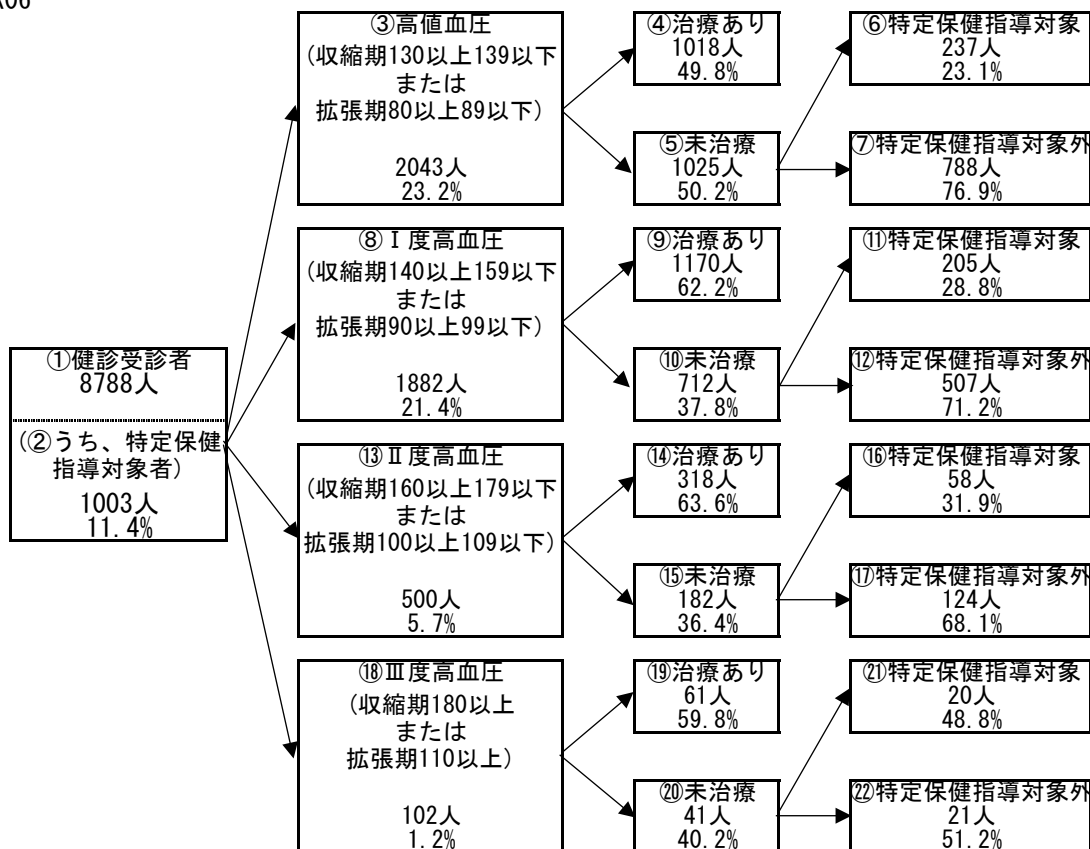 ①健診受診者
8788人
(②うち、特定保健
指導対象者)
1003人
11.4%
③高値血圧
(収縮期130以上139以下
または
拡張期80以上89以下)
2043人
23.2%
④治療あり
1018人
49.8%
⑤未治療
1025人
50.2%
⑥特定保健指導対象
237人
23.1%
⑦特定保健指導対象外
788人
76.9%
⑧Ⅰ度高血圧
(収縮期140以上159以下
または
拡張期90以上99以下)
1882人
21.4%
⑨治療あり
1170人
62.2%
⑩未治療
712人
37.8%
⑪特定保健指導対象
205人
28.8%
⑫特定保健指導対象外
507人
71.2%
⑬Ⅱ度高血圧
(収縮期160以上179以下
または
拡張期100以上109以下)
500人
5.7%
⑭治療あり
318人
63.6%
⑮未治療
182人
36.4%
⑯特定保健指導対象
58人
31.9%
⑰特定保健指導対象外
124人
68.1%
⑱Ⅲ度高血圧
(収縮期180以上
または
拡張期110以上)
102人
1.2%
⑲治療あり
61人
59.8%
⑳未治療
41人
40.2%
㉑特定保健指導対象
20人
48.8%
㉒特定保健指導対象外
21人
51.2%